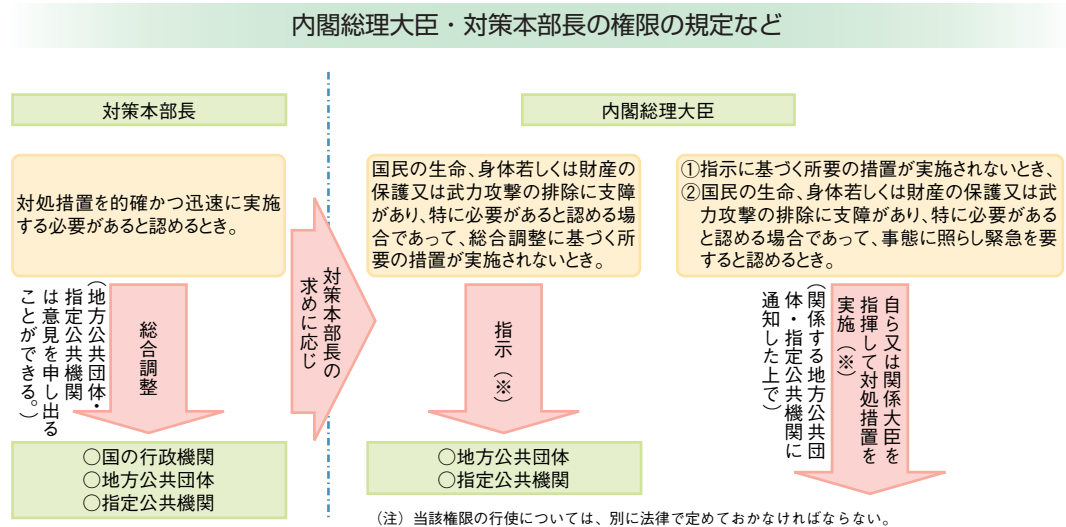 内閣総理大臣・対策本部長の権限の規定など
対策本部長
対処措置を的確かつ迅速に実施
する必要があると認めるとき。
総合調整
(地方公共団体・
指定公共機関
は意見を申し出る
ことができる。)
○国の行政機関
○地方公共団体
○指定公共機関
対策本部長の
求めに応じ
内閣総理大臣
国民の生命、身体若しくは財産の
保護又は武力攻撃の排除に支障
があり、特に必要があると認める場
合であって、総合調整に基づく所
要の措置が実施されないとき。
指示(※)
○地方公共団体
○指定公共機関
①指示に基づく所要の措置が実施されないとき、
②国民の生命、身体若しくは財産の保護又は武
力攻撃の排除に支障があり、特に必要がある
と認める場合であって、事態に照らし緊急を要
すると認めるとき。
自ら又は関係大臣を
指揮して対処措置を
実施(※)
(関係する地方公共団
体・指定公共機関に
通知した上で)
(注)当該権限の行使については、別に法律で定めておかなければならない。